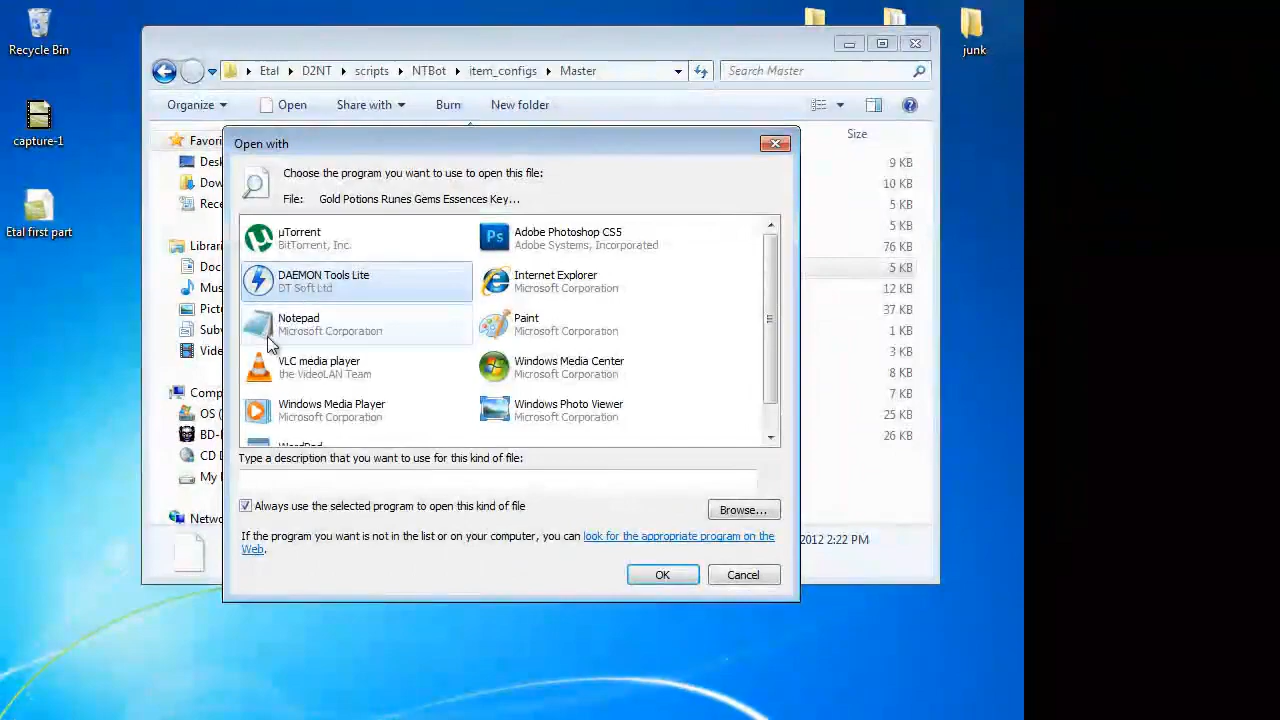 Recycle Bin
junk
capture-1
Etal first part
Etal
D2NT
scripts
NTBot
item_configs
Master
Search Master
Organize
Open
Share with
Burn
New folder
Size
Favori
Desk
Dow
Rece
Librari
Doc
Mus
Pictu
Subv
Vide
Comp
OS (
BD-
CD D
My
Netwo
9 KB
10 KB
5 KB
5 KB
76 KB
5 KB
12 KB
37 KB
1 KB
3 KB
8 KB
7 KB
25 KB
26 KB
2012 2:22 PM
Open with
Choose the program you want to use to open this file:
File: Gold Potions Runes Gems Essences Key...
µTorrent
BitTorrent, Inc.
Ps
Adobe Photoshop CS5
Adobe Systems, Incorporated
DAEMON Tools Lite
DT Soft Ltd
Internet Explorer
Microsoft Corporation
Notepad
Microsoft Corporation
Paint
Microsoft Corporation
VLC media player
the VideoLAN Team
Windows Media Center
Microsoft Corporation
Windows Media Player
Microsoft Corporation
Windows Photo Viewer
Microsoft Corporation
WordPad
Type a description that you want to use for this kind of file:
Always use the selected program to open this kind of file
Browse...
If the program you want is not in the list or on your computer, you can look for the appropriate program on the
Web.
OK
Cancel